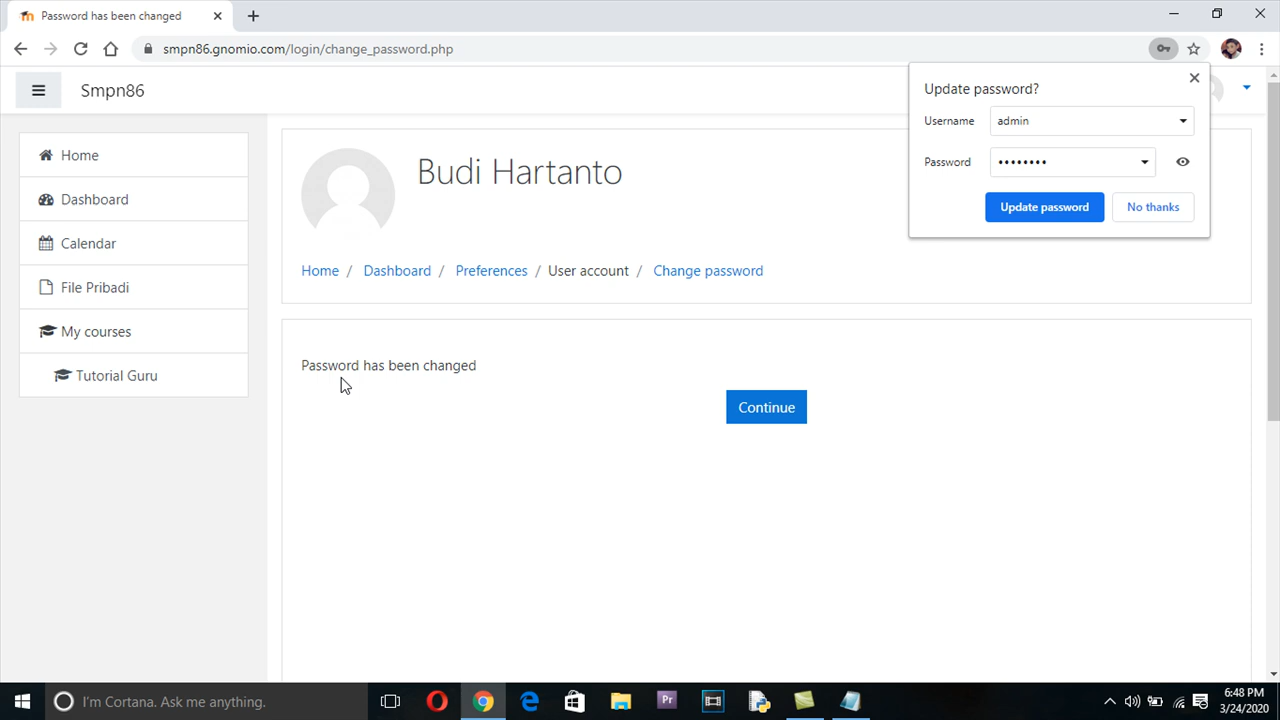 Password has been changed
smpn86.gnomio.com/login/change_password.php
Smpn86
Update password?
Username
admin
Password
••••••••
Update password
No thanks
Home
Dashboard
Calendar
File Pribadi
My courses
Tutorial Guru
Budi Hartanto
Home / Dashboard / Preferences / User account / Change password
Password has been changed
Continue
I'm Cortana. Ask me anything.
Pr
6:48 PM
3/24/2020